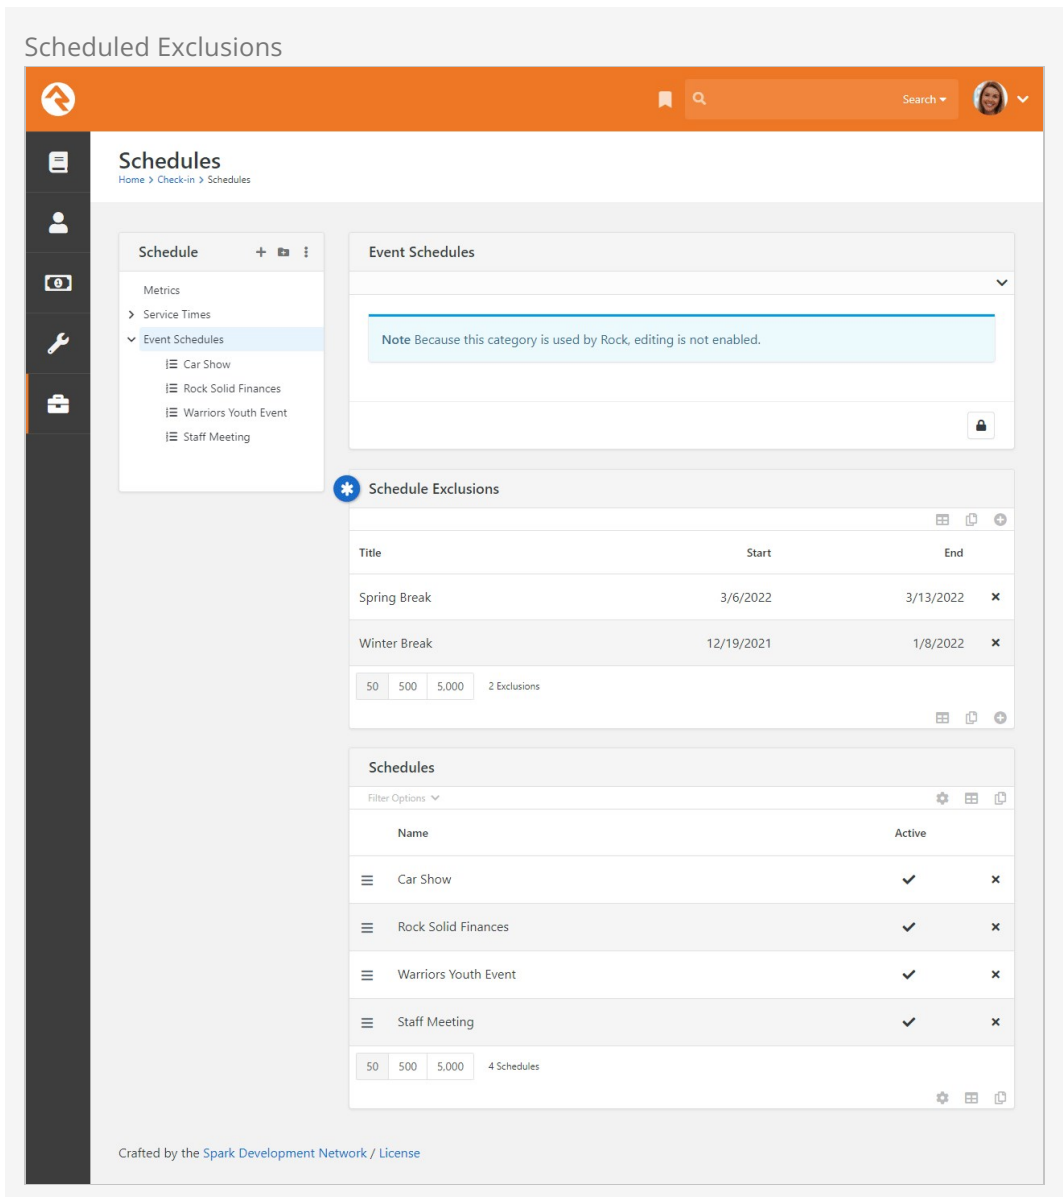 Scheduled Exclusions
Search
Schedules
Home > Check-in > Schedules
Schedule
Metrics
Service Times
Event Schedules
Car Show
Rock Solid Finances
Warriors Youth Event
Staff Meeting
Event Schedules
Note Because this category is used by Rock, editing is not enabled.
Schedule Exclusions
Title Start End
Spring Break 3/6/2022 3/13/2022
Winter Break 12/19/2021 1/8/2022
50 500 5,000 2 Exclusions
Schedules
Filter Options
Name Active
Car Show
Rock Solid Finances
Warriors Youth Event
Staff Meeting
50 500 5,000 4 Schedules
Crafted by the Spark Development Network / License